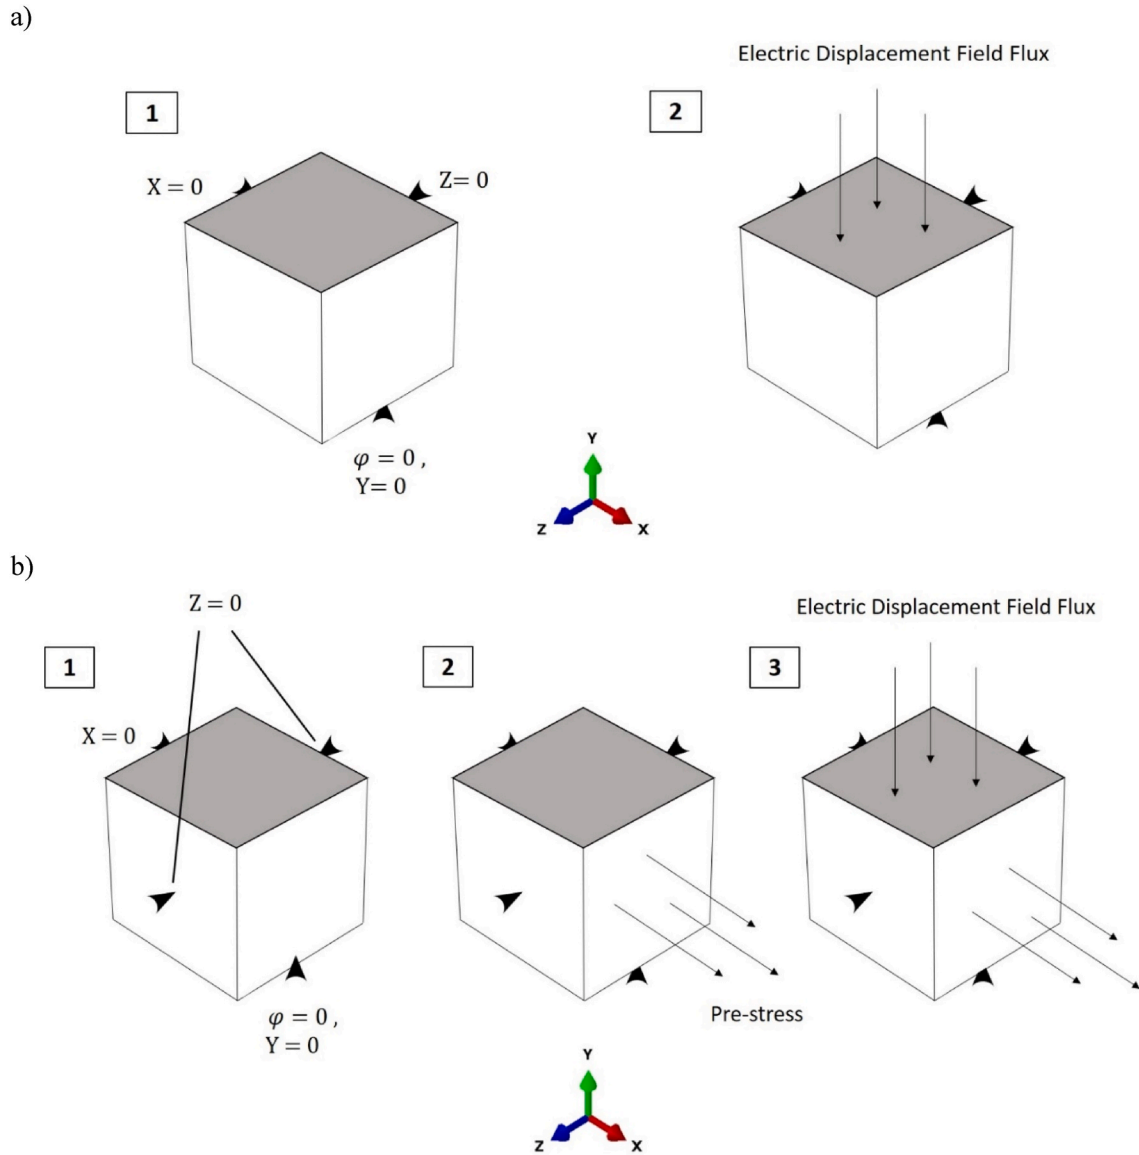 a)
Electric Displacement Field Flux
1
2
X = 0
Z= 0
φ = 0 ,
Y= 0
Y
Z
X
b)
Z = 0
Electric Displacement Field Flux
1
2
3
X = 0
φ = 0 ,
Y = 0
Pre-stress
Y
Z
X